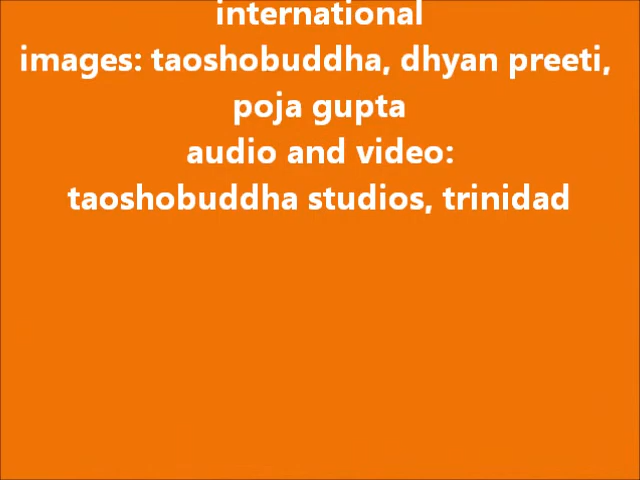 international
images: taoshobuddha, dhyan preeti,
poja gupta
audio and video:
taoshobuddha studios, trinidad